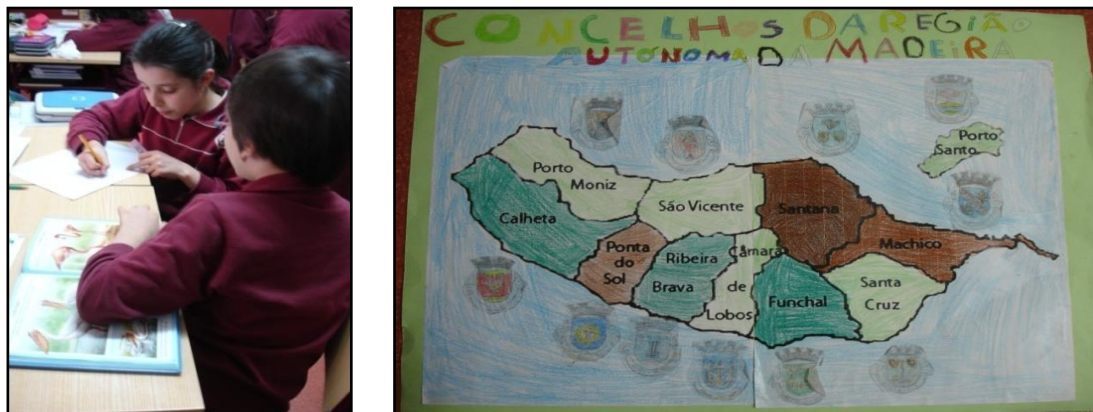 CONCELHOS DA REGIÃO
AUTÓNOMA DA MADEIRA
Porto
Santo
Porto
Moniz
São Vicente
Santana
Calheta
Machico
Ponta
do
Sol
Ribeira
Brava
Câmara
de
Lobos
Funchal
Santa
Cruz